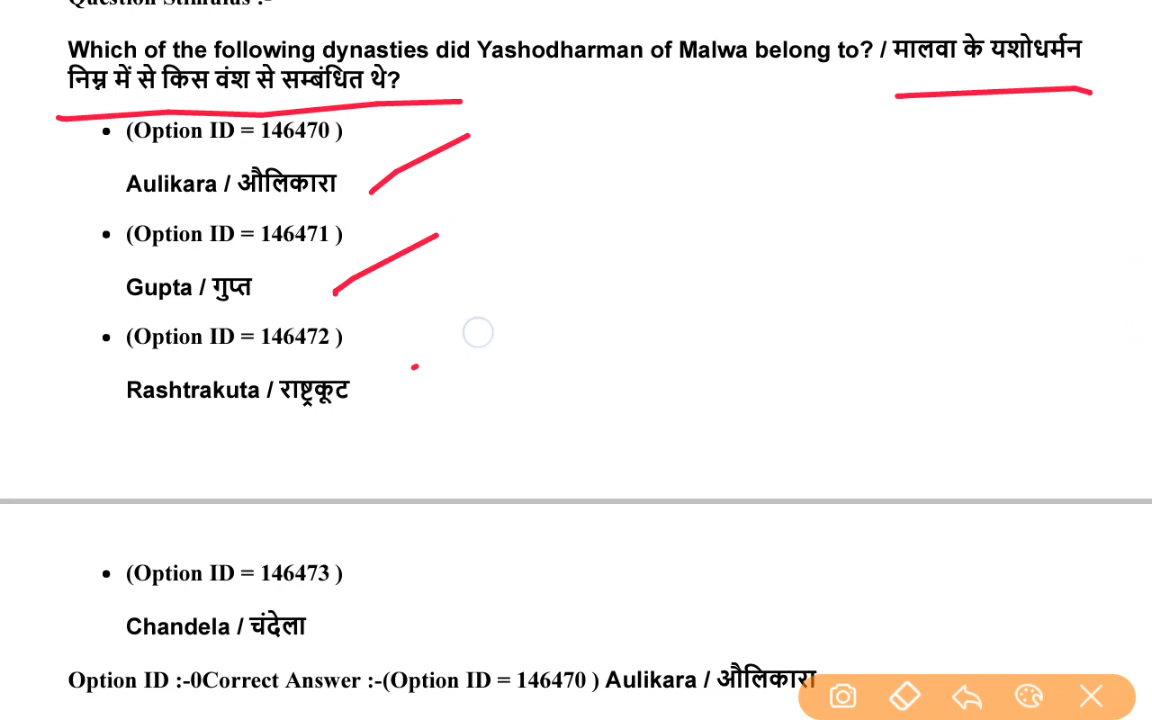 Question Stimulus :-
Which of the following dynasties did Yashodharman of Malwa belong to? / मालवा के यशोधर्मन
निम्न में से किस वंश से सम्बंधित थे?
• (Option ID = 146470 )
Aulikara / औलिकारा
• (Option ID = 146471 )
Gupta / गुप्त
• (Option ID = 146472 )
Rashtrakuta / राष्ट्रकूट
• (Option ID = 146473 )
Chandela / चंदेला
Option ID :-0Correct Answer :-(Option ID = 146470 ) Aulikara / औलिकारा